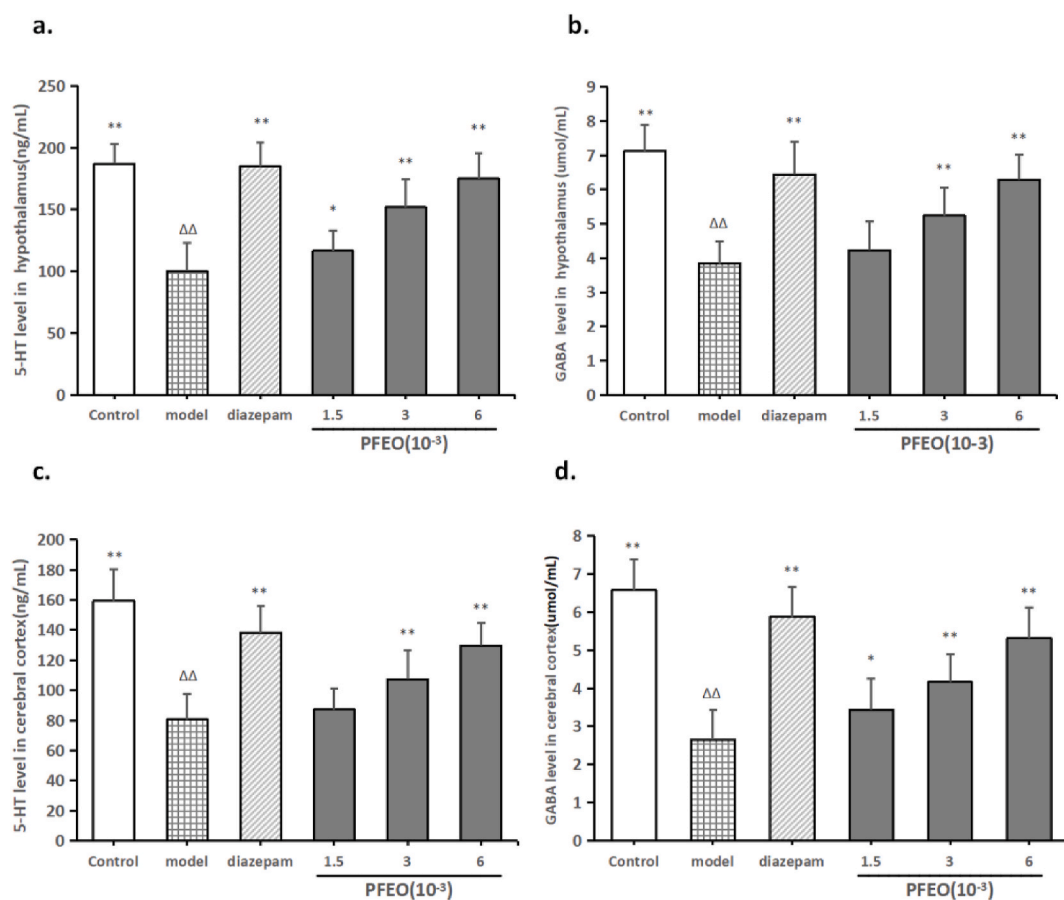 a.
5-HT level in hypothalamus(ng/mL)
250
200
150
100
50
0
** ΔΔ ** * ** **
Control model diazepam 1.5 3 6
PFEO(10⁻³)
b.
GABA level in hypothalamus (umol/mL)
9
8
7
6
5
4
3
2
1
0
** ΔΔ ** ** **
Control model diazepam 1.5 3 6
PFEO(10-3)
c.
5-HT level in cerebral cortex(ng/mL)
200
180
160
140
120
100
80
60
40
20
0
** ΔΔ ** ** **
Control model diazepam 1.5 3 6
PFEO(10⁻³)
d.
GABA level in cerebral cortex(umol/mL)
8
7
6
5
4
3
2
1
0
** ΔΔ ** * ** **
Control model diazepam 1.5 3 6
PFEO(10⁻³)